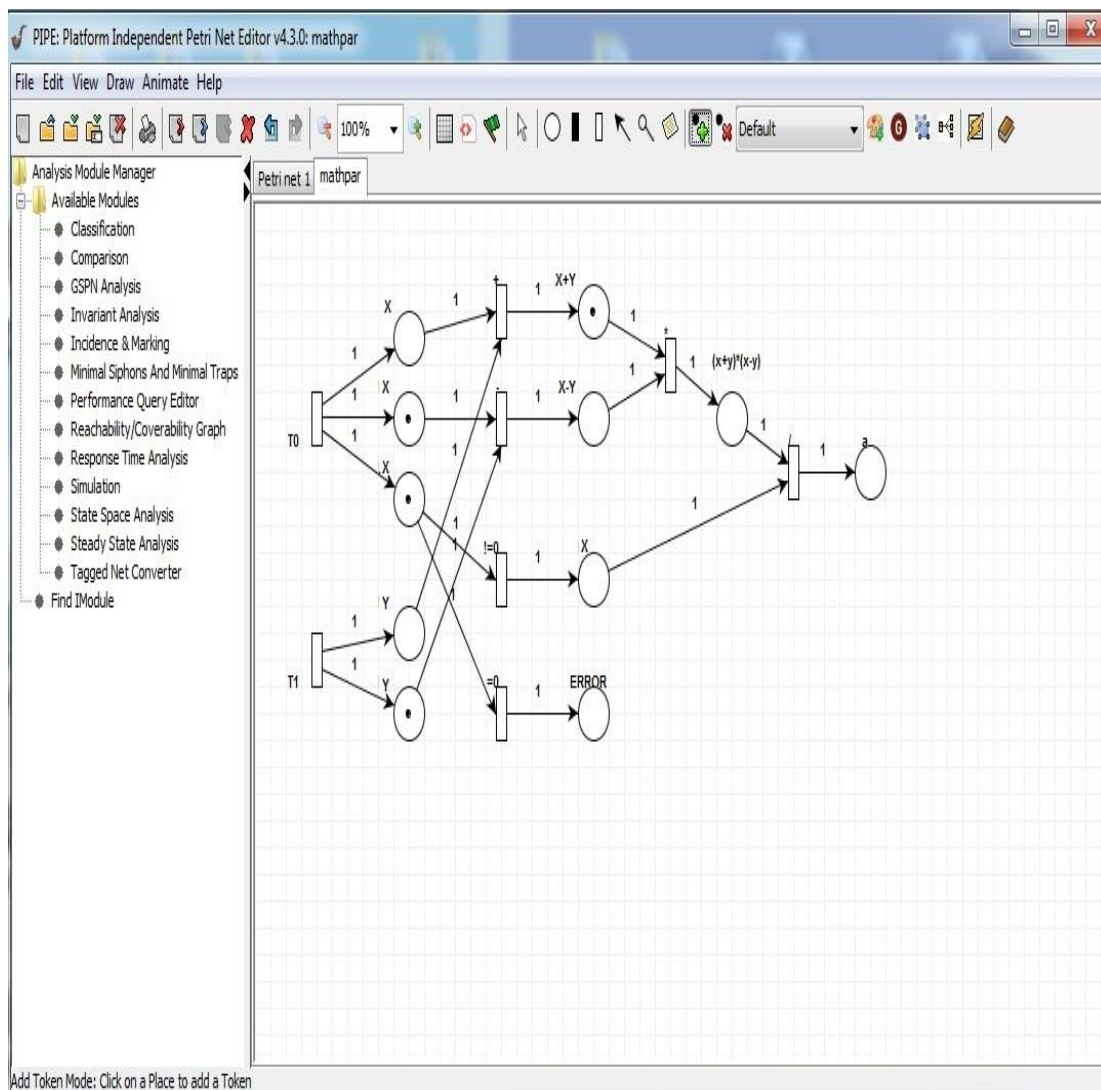 PIPE: Platform Independent Petri Net Editor v4.3.0: mathpar
File Edit View Draw Animate Help
100% Default
Analysis Module Manager
Available Modules
Classification
Comparison
GSPN Analysis
Invariant Analysis
Incidence & Marking
Minimal Siphons And Minimal Traps
Performance Query Editor
Reachability/Coverability Graph
Response Time Analysis
Simulation
State Space Analysis
Steady State Analysis
Tagged Net Converter
Find IModule
Petri net 1 mathpar
+ X+Y
X 1 1
1
*
1
1 (x+y)*(x-y)
X - X-Y 1
1 1 1
1 1
/ a
T0 1 1
X
1
1
1
!=0 1 X
1
Y
1
1
T1 Y
=0 1 ERROR
Add Token Mode: Click on a Place to add a Token